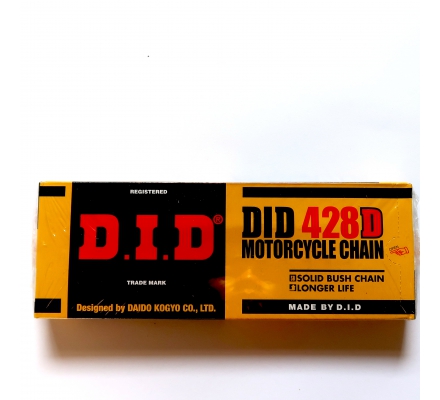 REGISTERED
D.I.D®
TRADE MARK
Designed by DAIDO KOGYO CO., LTD.
DID 428D
MOTORCYCLE CHAIN
SOLID BUSH CHAIN
LONGER LIFE
MADE BY D.I.D